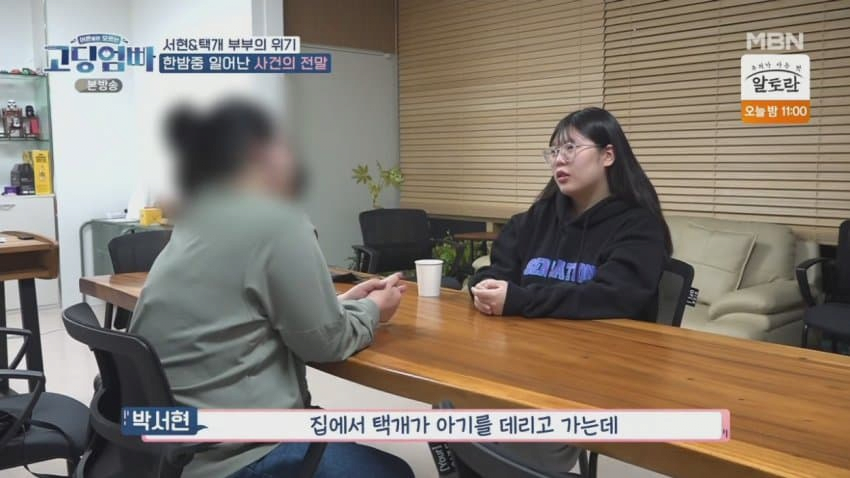 고딩엄빠
본방송
서현&택개 부부의 위기
한밤중 일어난 사건의 전말
MBN
알토란
오늘 밤 11:00
박서현
집에서 택개가 아기를 데리고 가는데